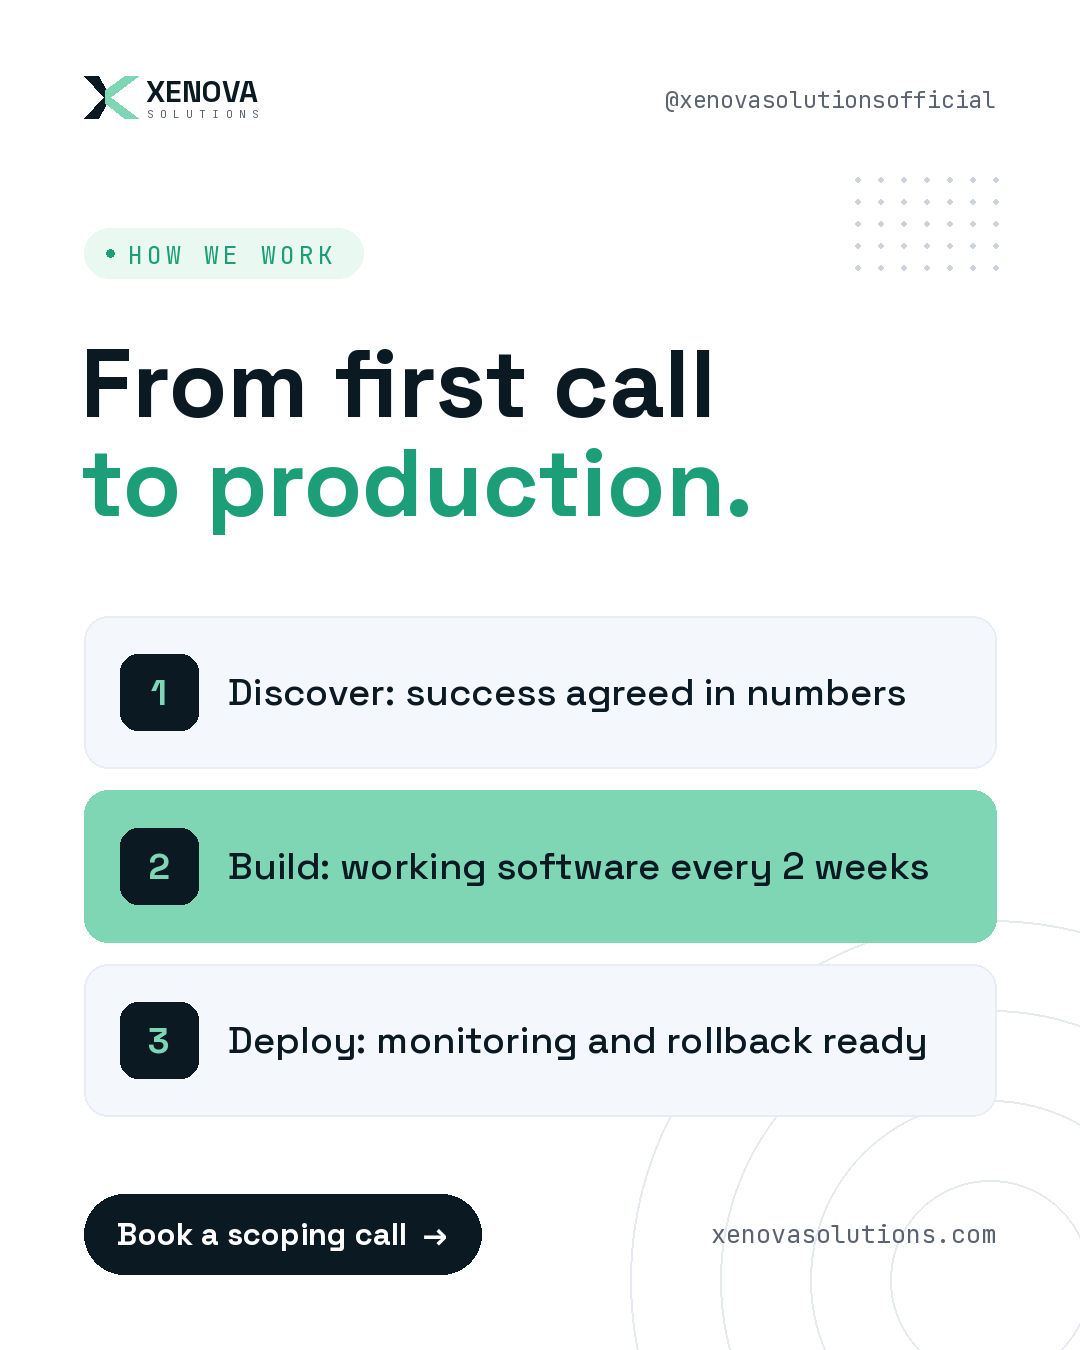 XENOVA
SOLUTIONS
@xenovasolutionsofficial
HOW WE WORK
From first call
to production.
1 Discover: success agreed in numbers
2 Build: working software every 2 weeks
3 Deploy: monitoring and rollback ready
Book a scoping call →
xenovasolutions.com